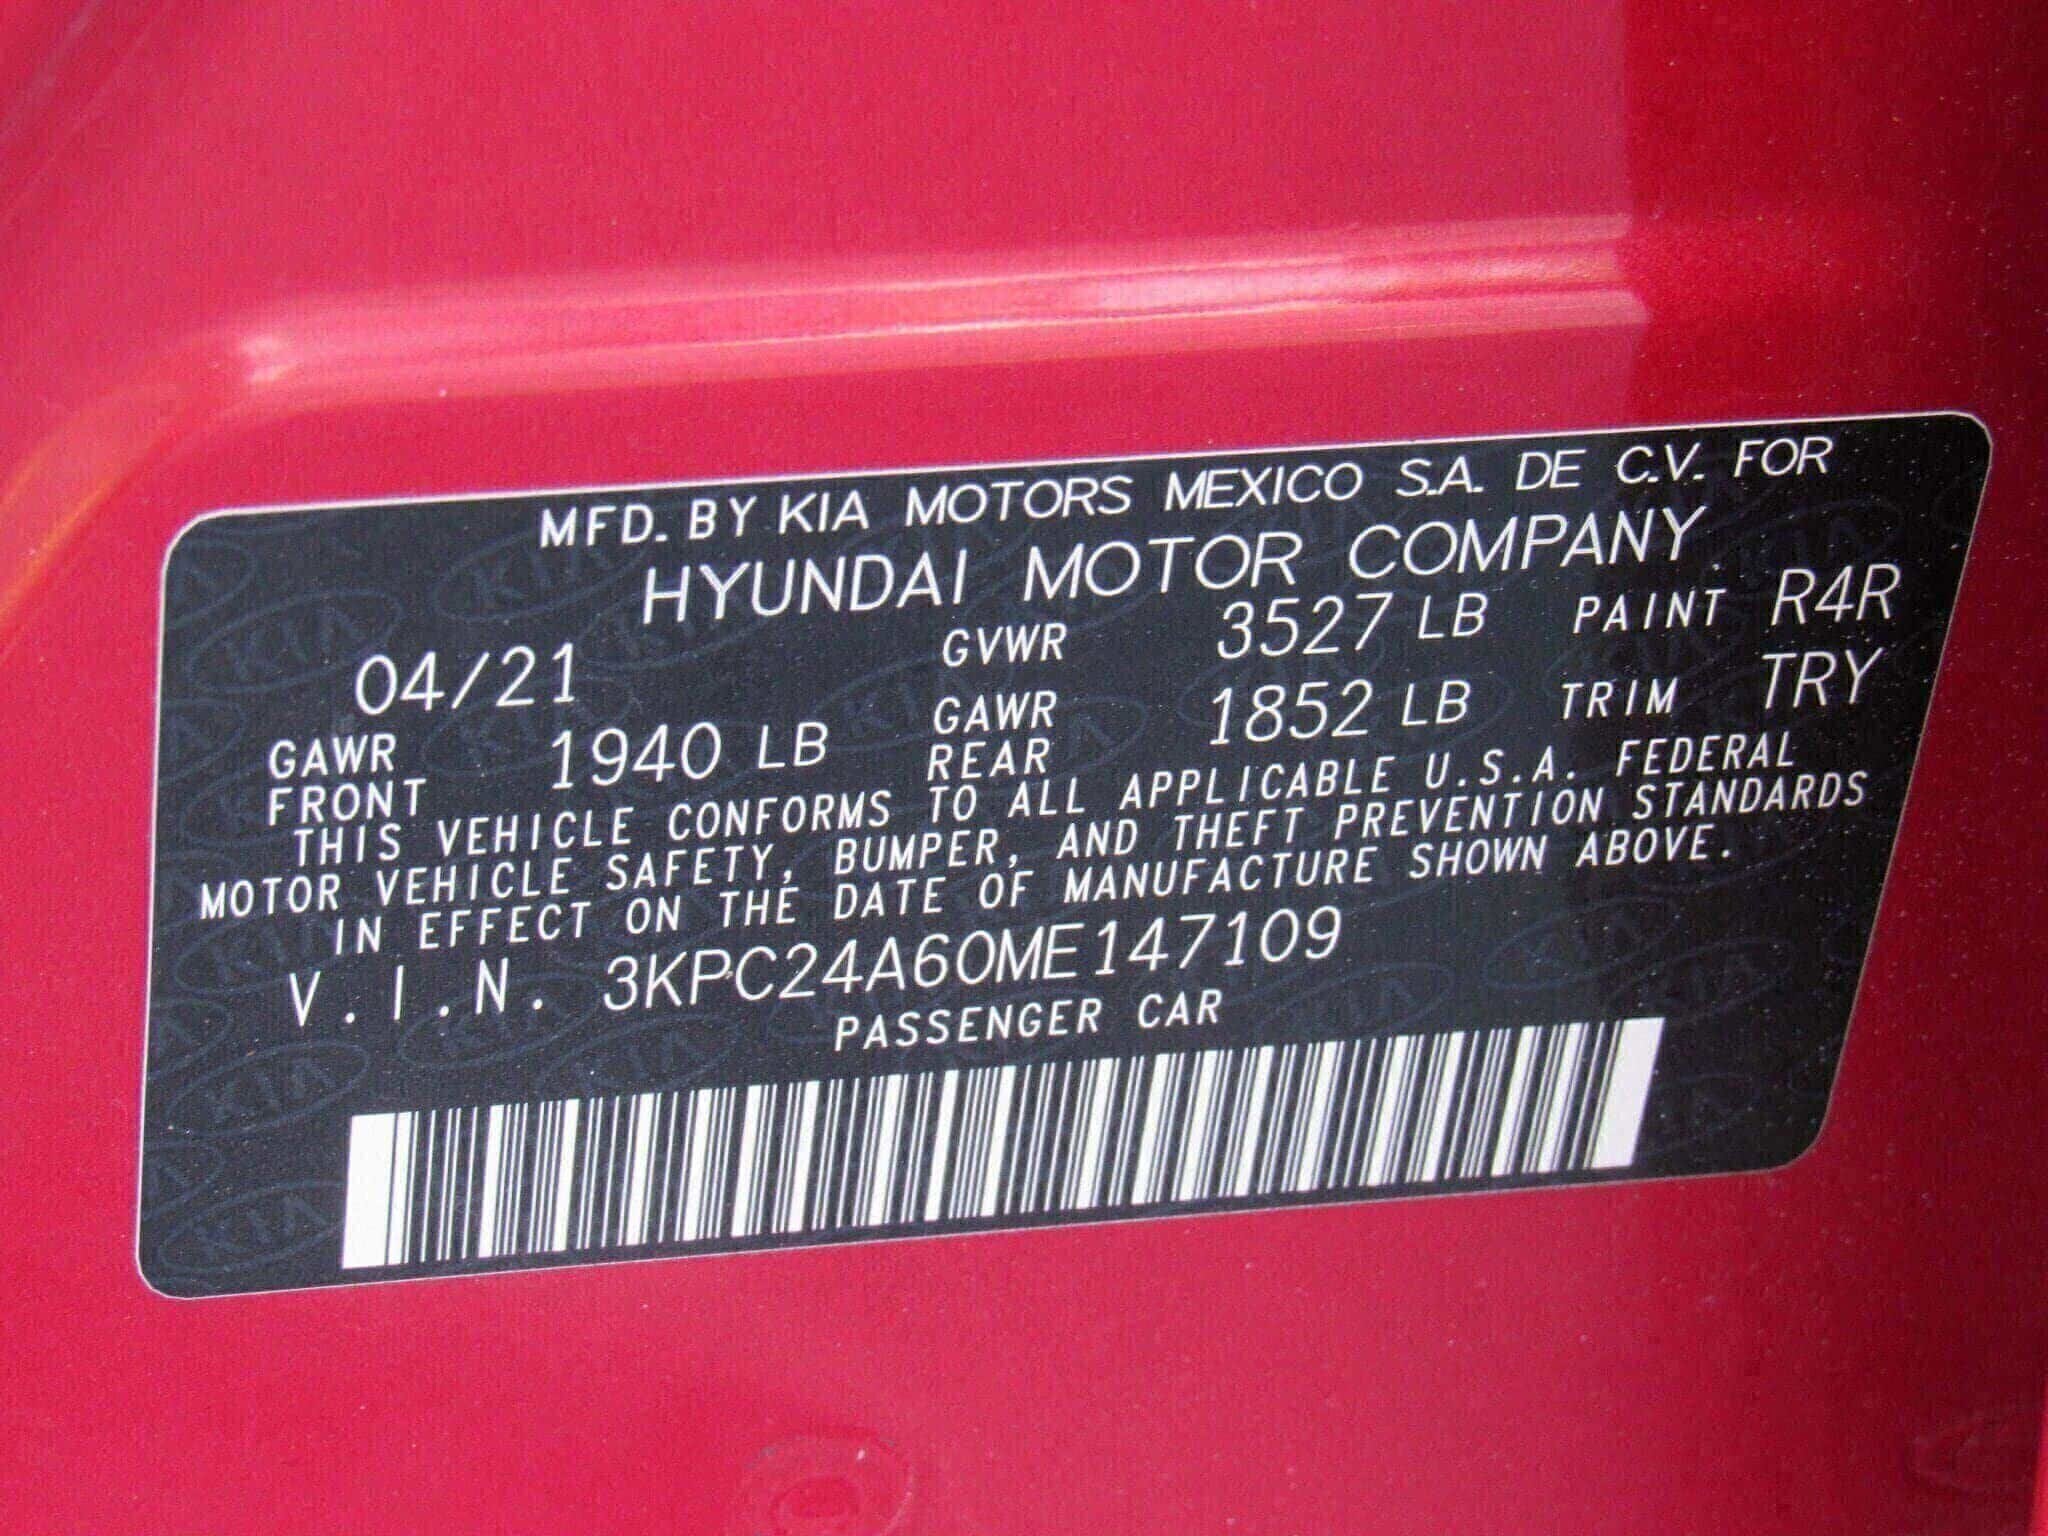 MFD. BY KIA MOTORS MEXICO S.A. DE C.V. FOR
HYUNDAI MOTOR COMPANY
04/21 GVWR 3527 LB PAINT R4R
GAWR FRONT 1940 LB GAWR REAR 1852 LB TRIM TRY
THIS VEHICLE CONFORMS TO ALL APPLICABLE U.S.A. FEDERAL
MOTOR VEHICLE SAFETY, BUMPER, AND THEFT PREVENTION STANDARDS
IN EFFECT ON THE DATE OF MANUFACTURE SHOWN ABOVE.
V.I.N. 3KPC24A60ME147109
PASSENGER CAR